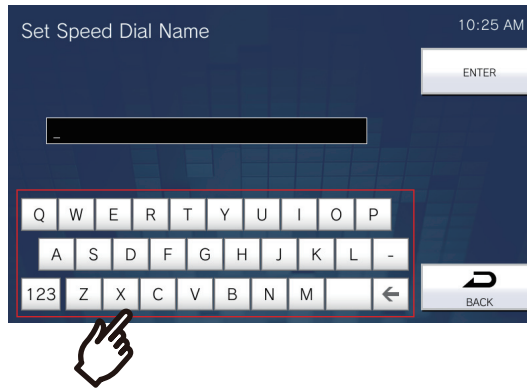 Set Speed Dial Name
10:25 AM
ENTER
_
Q W E R T Y U I O P
A S D F G H J K L -
123 Z X C V B N M ←
BACK